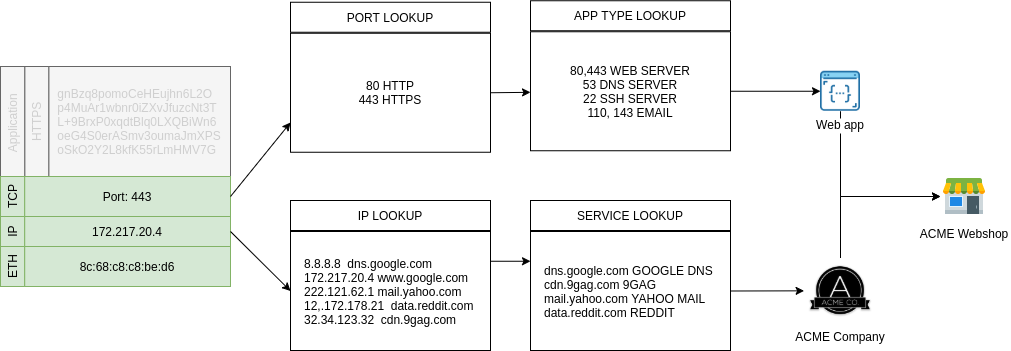 PORT LOOKUP
80 HTTP
443 HTTPS
APP TYPE LOOKUP
80,443 WEB SERVER
53 DNS SERVER
22 SSH SERVER
110, 143 EMAIL
Web app
Application
HTTPS
gnBzq8pomoCeHEujhn6L2O
p4MuAr1wbnr0iZXvJfuzcNt3T
L+9BrxP0xqdtBlq0LXQBiWn6
oeG4S0erASmv3oumaJmXPS
oSkO2Y2L8kfK55rLmHMV7G
TCP
Port: 443
IP
172.217.20.4
ETH
8c:68:c8:c8:be:d6
IP LOOKUP
8.8.8.8 dns.google.com
172.217.20.4 www.google.com
222.121.62.1 mail.yahoo.com
12,.172.178.21 data.reddit.com
32.34.123.32 cdn.9gag.com
SERVICE LOOKUP
dns.google.com GOOGLE DNS
cdn.9gag.com 9GAG
mail.yahoo.com YAHOO MAIL
data.reddit.com REDDIT
A
ACME CO.
ACME Company
ACME Webshop